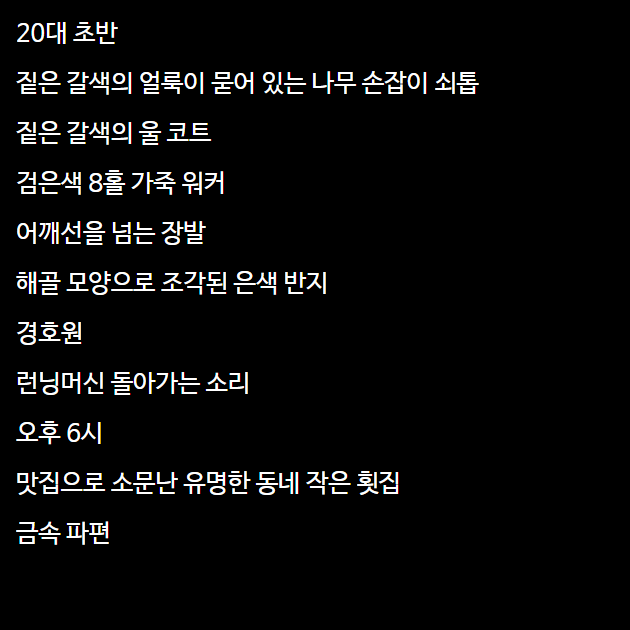 20대 초반
짙은 갈색의 얼룩이 묻어 있는 나무 손잡이 쇠톱
짙은 갈색의 울 코트
검은색 8홀 가죽 워커
어깨선을 넘는 장발
해골 모양으로 조각된 은색 반지
경호원
런닝머신 돌아가는 소리
오후 6시
맛집으로 소문난 유명한 동네 작은 횟집
금속 파편